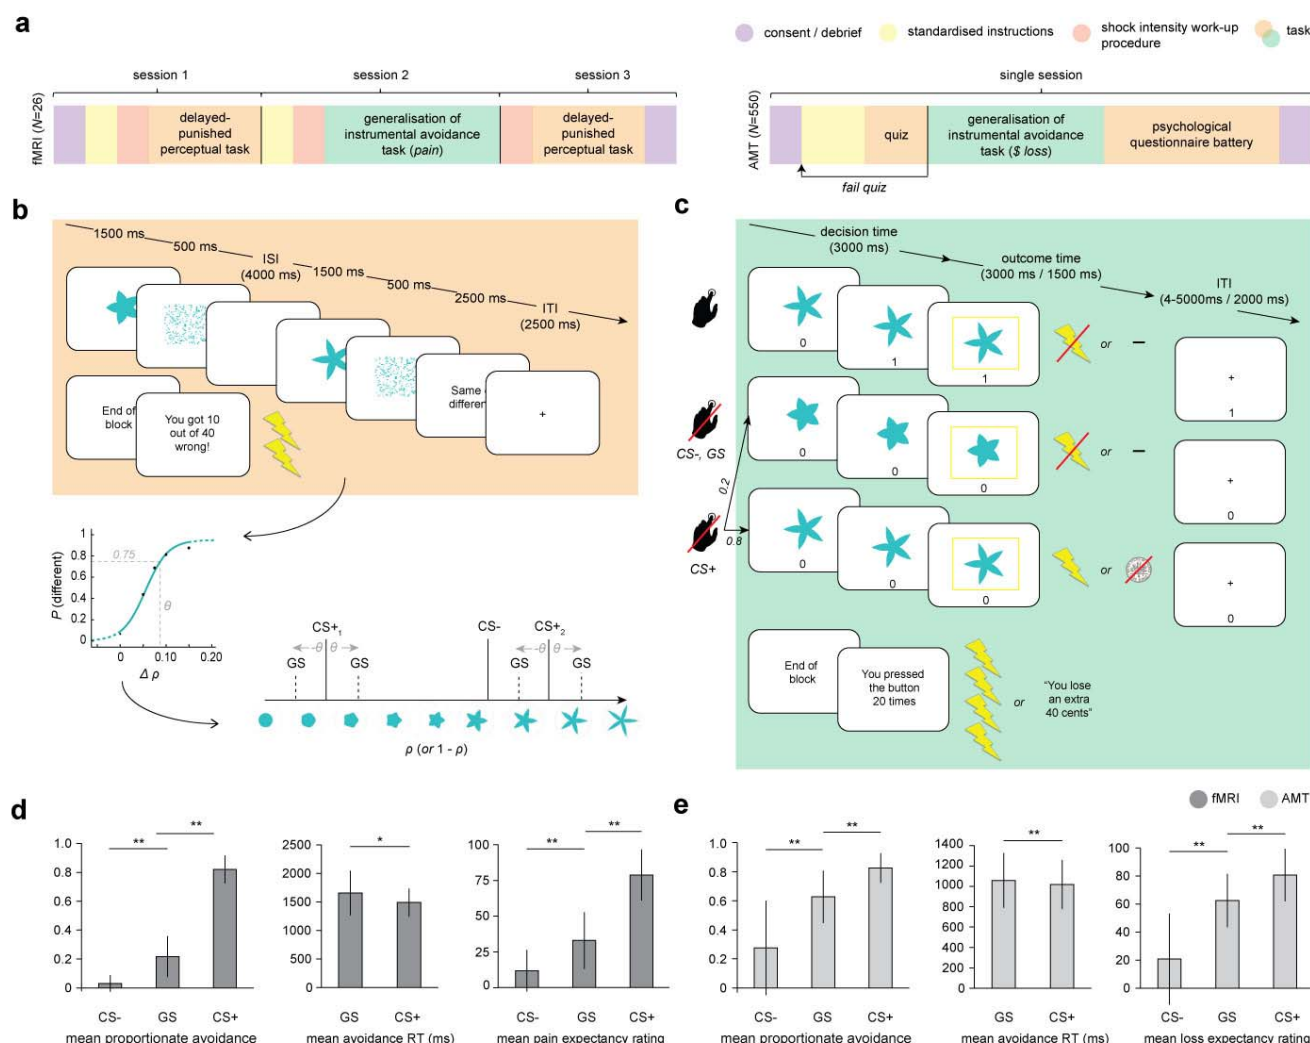 a
consent / debrief
standardised instructions
shock intensity work-up
procedure
task
session 1
session 2
session 3
single session
fMRI (N=26)
delayed-
punished
perceptual task
generalisation of
instrumental avoidance
task (pain)
delayed-
punished
perceptual task
AMT (N=550)
quiz
generalisation of
instrumental avoidance
task ($ loss)
psychological
questionnaire battery
fail quiz
b
1500 ms
500 ms
ISI
(4000 ms)
1500 ms
500 ms
2500 ms
ITI
(2500 ms)
Same
differen
+
End of
block
You got 10
out of 40
wrong!
P (different)
1
0.8
0.6
0.4
0.2
0
0.75
θ
0
0.10
0.20
Δ ρ
CS+1
CS-
CS+2
-θ θ
-θ θ
GS
GS
GS
GS
ρ (or 1 - ρ)
c
decision time
(3000 ms)
outcome time
(3000 ms / 1500 ms)
ITI
(4-5000ms / 2000 ms)
0
1
1
or
–
+
1
CS-, GS
0
0
0
or
–
+
0
0.2
0.8
CS+
0
0
0
or
+
0
End of
block
You pressed
the button
20 times
or
"You lose
an extra
40 cents"
d
1.0
0.8
0.6
0.4
0.2
0
**
**
CS-
GS
CS+
mean proportionate avoidance
2500
2000
1500
1000
500
0
*
GS
CS+
mean avoidance RT (ms)
100
75
50
25
0
**
**
CS-
GS
CS+
mean pain expectancy rating
e
fMRI
AMT
1.0
0.8
0.6
0.4
0.2
0
**
**
CS-
GS
CS+
mean proportionate avoidance
1400
1200
1000
800
600
400
200
0
**
GS
CS+
mean avoidance RT (ms)
100
80
60
40
20
0
**
**
CS-
GS
CS+
mean loss expectancy rating